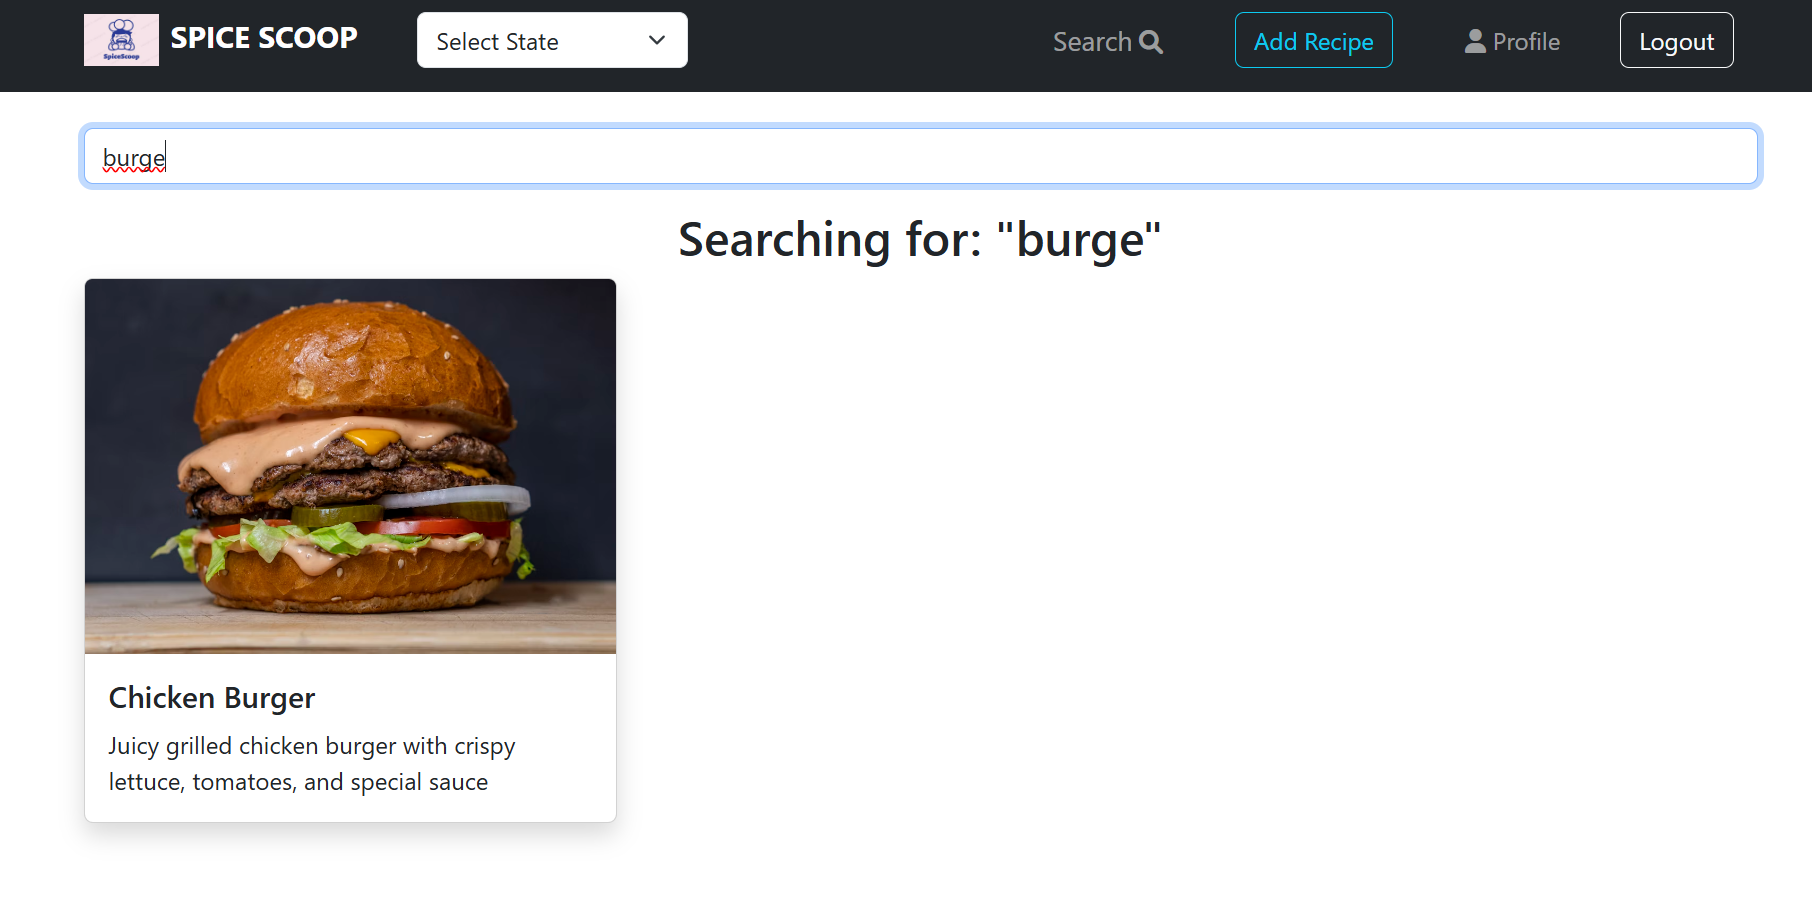 SpiceScoop
SPICE SCOOP
Select State
Search
Add Recipe
Profile
Logout
burge
Searching for: "burge"
Chicken Burger
Juicy grilled chicken burger with crispy
lettuce, tomatoes, and special sauce